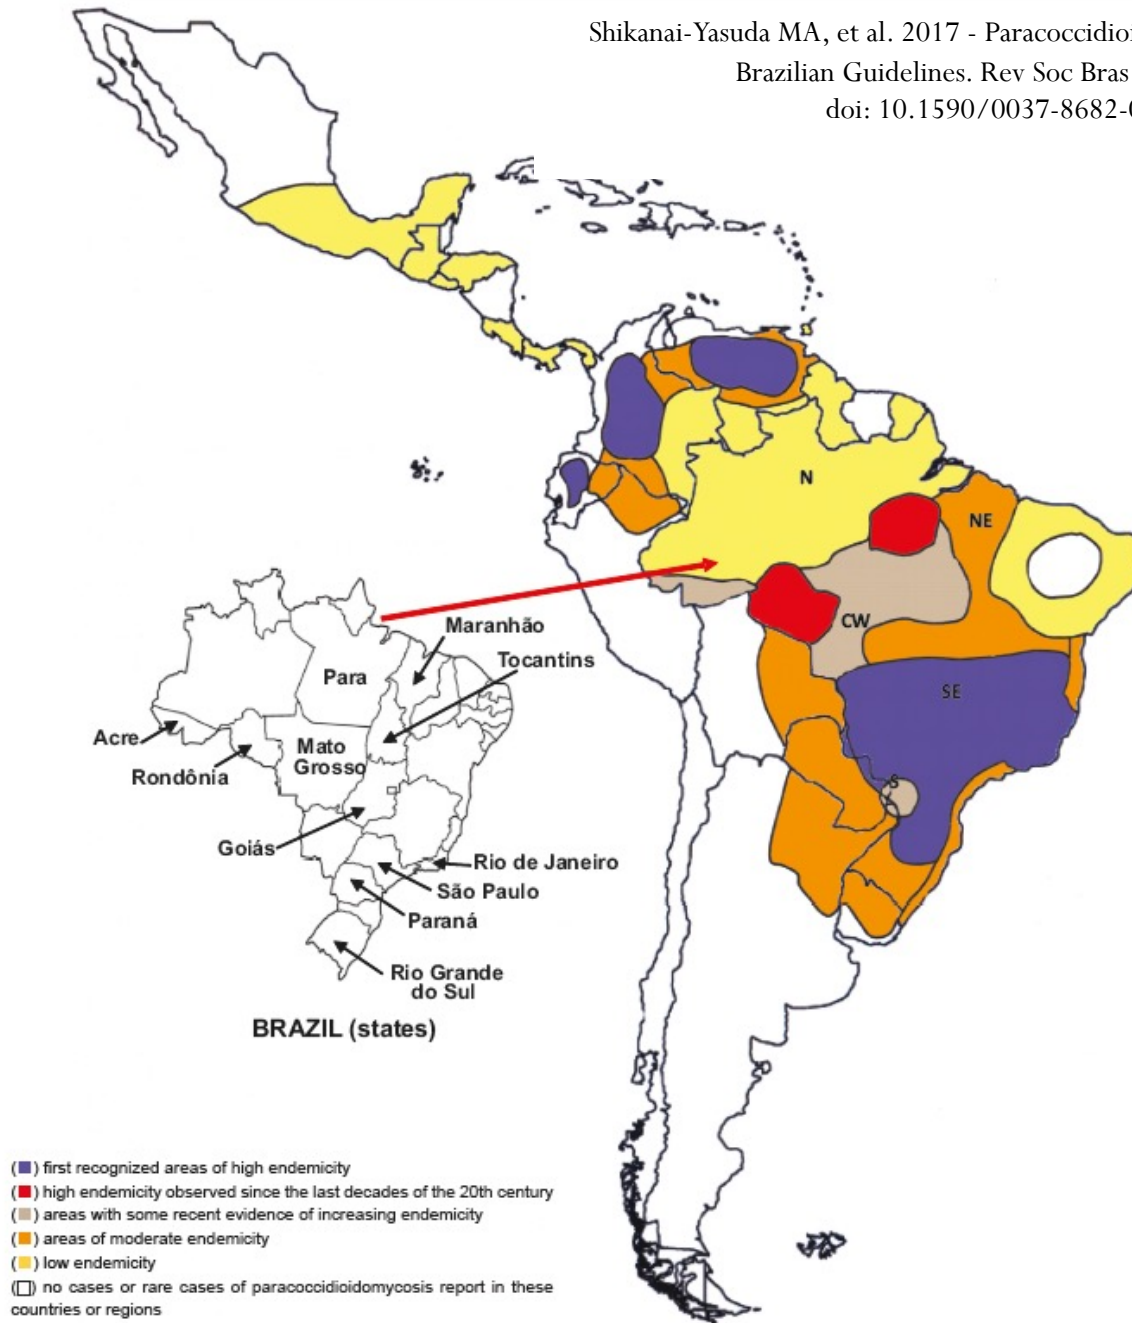 Shikanai-Yasuda MA, et al. 2017 -
Brazilian Guidelines. Rev Soc Bras
doi: 10.1590/0037-8682-
N
NE
CW
SE
S
Maranhão
Tocantins
Para
Acre
Mato
Grosso
Rondônia
Goiás
Rio de Janeiro
São Paulo
Paraná
Rio Grande
do Sul
BRAZIL (states)
( ) first recognized areas of high endemicity
( ) high endemicity observed since the last decades of the 20th century
( ) areas with some recent evidence of increasing endemicity
( ) areas of moderate endemicity
( ) low endemicity
( ) no cases or rare cases of paracoccidioidomycosis report in these
countries or regions